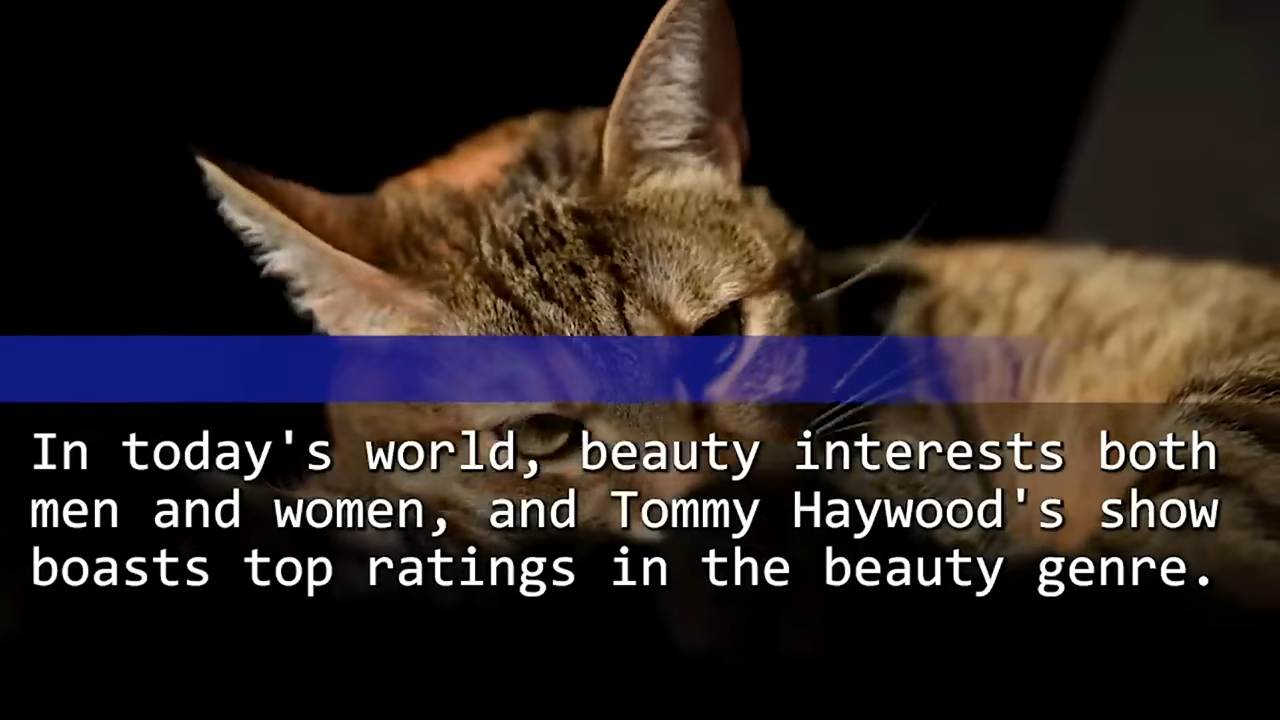 In today's world, beauty interests both
men and women, and Tommy Haywood's show
boasts top ratings in the beauty genre.